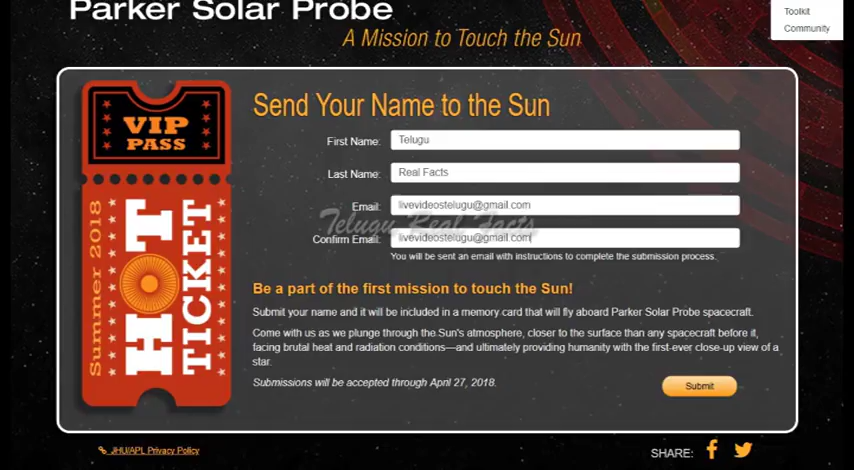 Parker Solar Probe
A Mission to Touch the Sun
Toolkit
Community
VIP
PASS
Summer 2018
HOT
TICKET
Send Your Name to the Sun
First Name: Telugu
Last Name: Real Facts
Email: livevideostelugu@gmail.com
Telugu Real Facts
Confirm Email: livevideostelugu@gmail.com
You will be sent an email with instructions to complete the submission process.
Be a part of the first mission to touch the Sun!
Submit your name and it will be included in a memory card that will fly aboard Parker Solar Probe spacecraft.
Come with us as we plunge through the Sun's atmosphere, closer to the surface than any spacecraft before it,
facing brutal heat and radiation conditions—and ultimately providing humanity with the first-ever close-up view of a
star.
Submissions will be accepted through April 27, 2018.
Submit
JHU/APL Privacy Policy
SHARE: